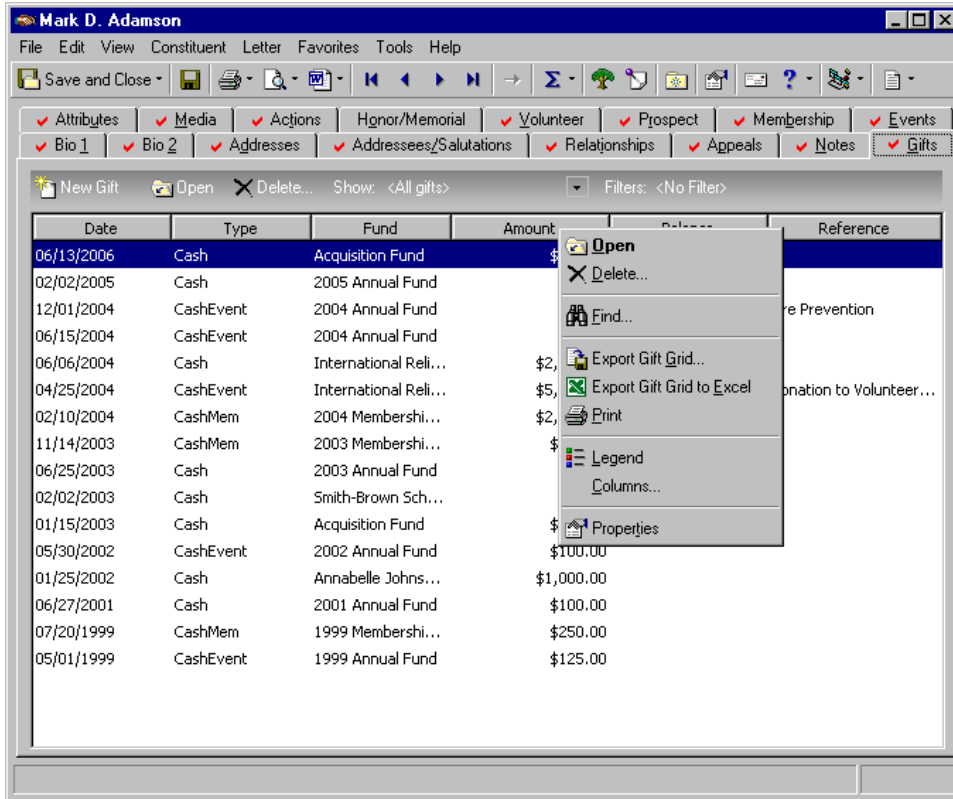 Mark D. Adamson
File Edit View Constituent Letter Favorites Tools Help
Save and Close
Attributes Media Actions Honor/Memorial Volunteer Prospect Membership Events
Bio 1 Bio 2 Addresses Addressees/Salutations Relationships Appeals Notes Gifts
New Gift Open Delete... Show: <All gifts> Filters: <No Filter>
Date Type Fund Amount Balance Reference
06/13/2006 Cash Acquisition Fund $
02/02/2005 Cash 2005 Annual Fund
12/01/2004 CashEvent 2004 Annual Fund re Prevention
06/15/2004 CashEvent 2004 Annual Fund
06/06/2004 Cash International Reli... $2,
04/25/2004 CashEvent International Reli... $5, onation to Volunteer...
02/10/2004 CashMem 2004 Membershi... $2,
11/14/2003 CashMem 2003 Membershi... $
06/25/2003 Cash 2003 Annual Fund
02/02/2003 Cash Smith-Brown Sch...
01/15/2003 Cash Acquisition Fund $
05/30/2002 CashEvent 2002 Annual Fund $100.00
01/25/2002 Cash Annabelle Johns... $1,000.00
06/27/2001 Cash 2001 Annual Fund $100.00
07/20/1999 CashMem 1999 Membershi... $250.00
05/01/1999 CashEvent 1999 Annual Fund $125.00
Open
Delete...
Find...
Export Gift Grid...
Export Gift Grid to Excel
Print
Legend
Columns...
Properties